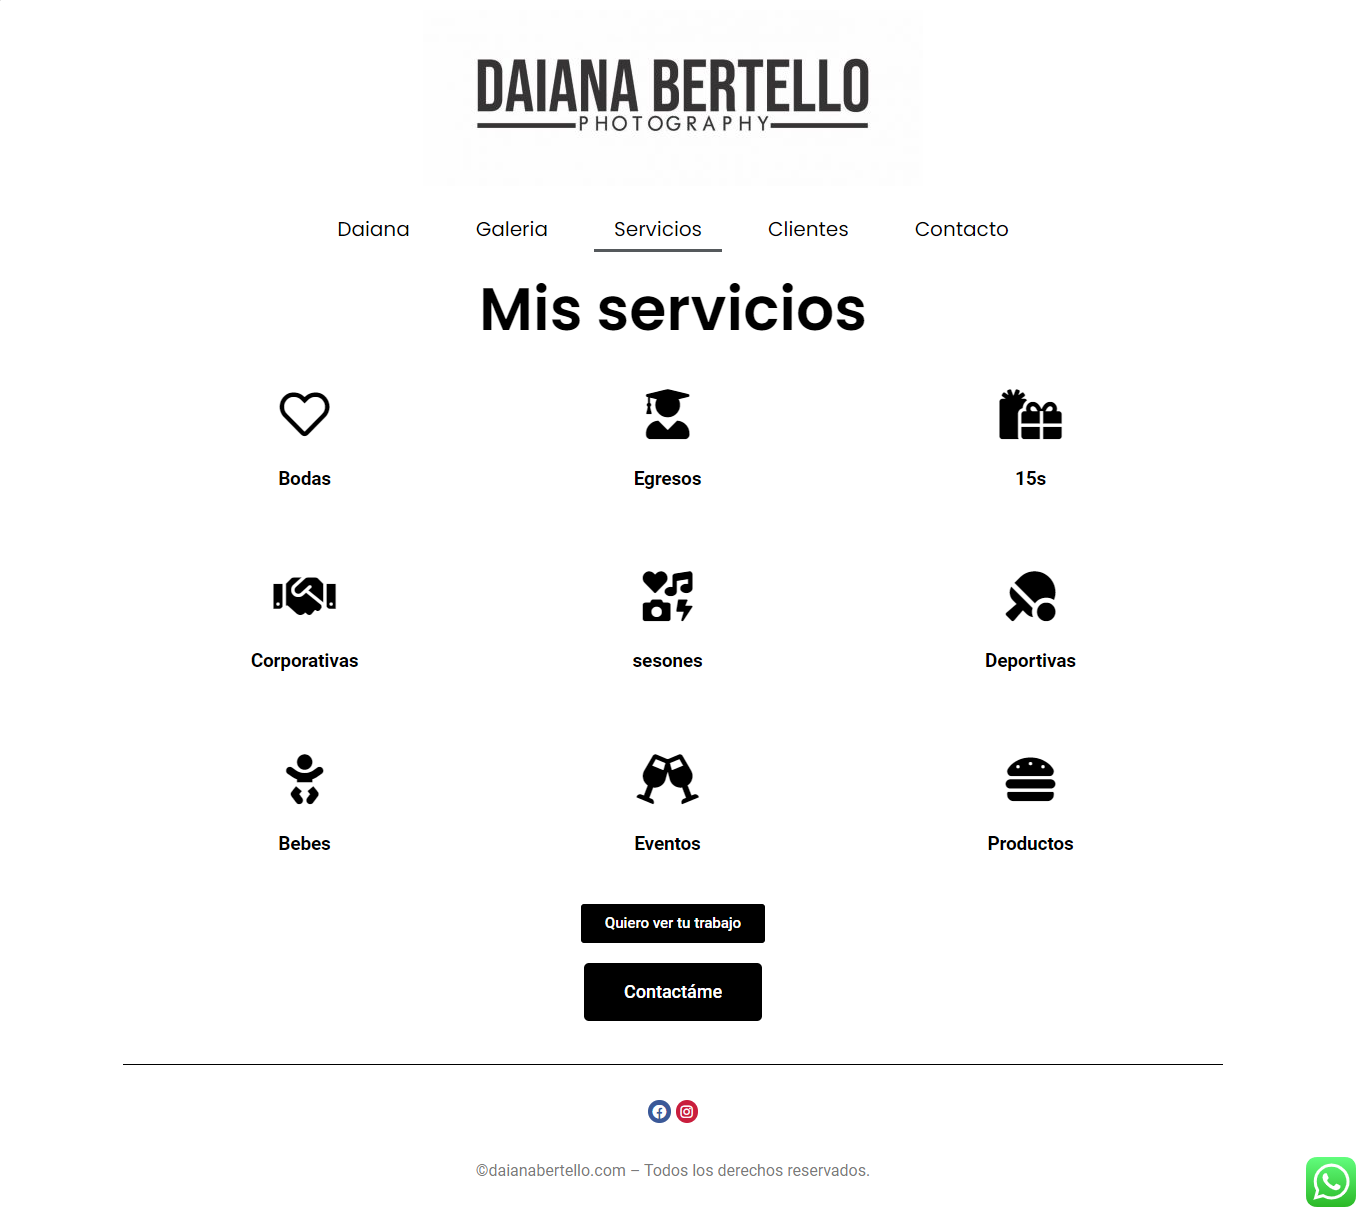 DAIANA BERTELLO
PHOTOGRAPHY
Daiana Galeria Servicios Clientes Contacto
Mis servicios
Bodas Egresos 15s
Corporativas sesones Deportivas
Bebes Eventos Productos
Quiero ver tu trabajo
Contactáme
©daianabertello.com – Todos los derechos reservados.